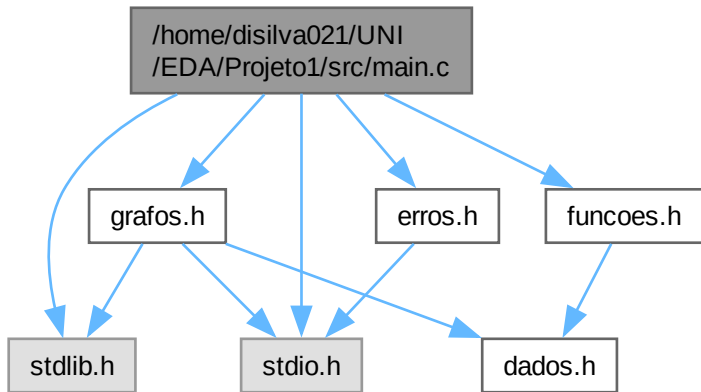 /home/disilva021/UNI
/EDA/Projeto1/src/main.c
grafos.h
erros.h
funcoes.h
stdlib.h
stdio.h
dados.h